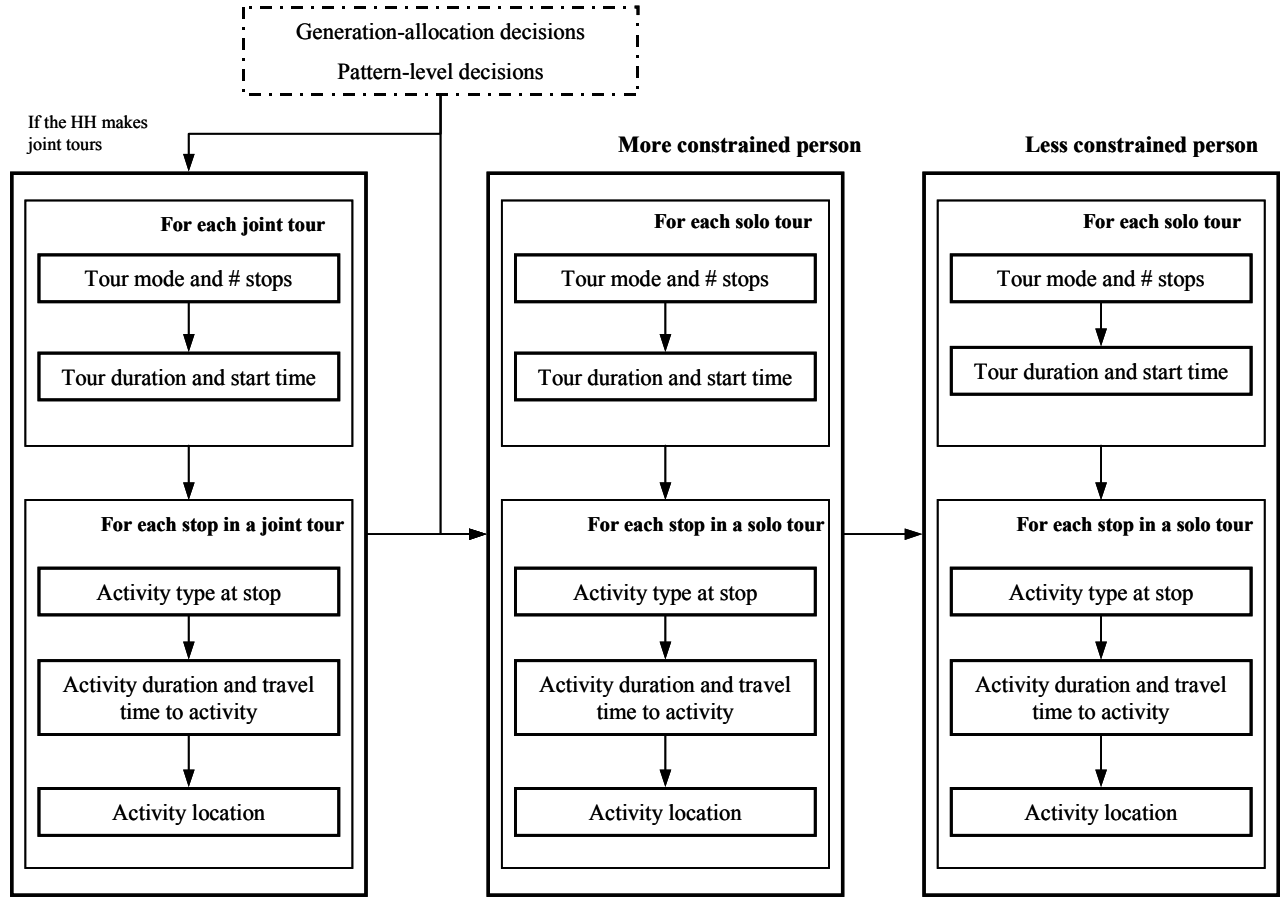 Generation-allocation decisions
Pattern-level decisions
If the HH makes
joint tours
More constrained person
Less constrained person
For each joint tour
Tour mode and # stops
Tour duration and start time
For each stop in a joint tour
Activity type at stop
Activity duration and travel
time to activity
Activity location
For each solo tour
Tour mode and # stops
Tour duration and start time
For each stop in a solo tour
Activity type at stop
Activity duration and travel
time to activity
Activity location
For each solo tour
Tour mode and # stops
Tour duration and start time
For each stop in a solo tour
Activity type at stop
Activity duration and travel
time to activity
Activity location